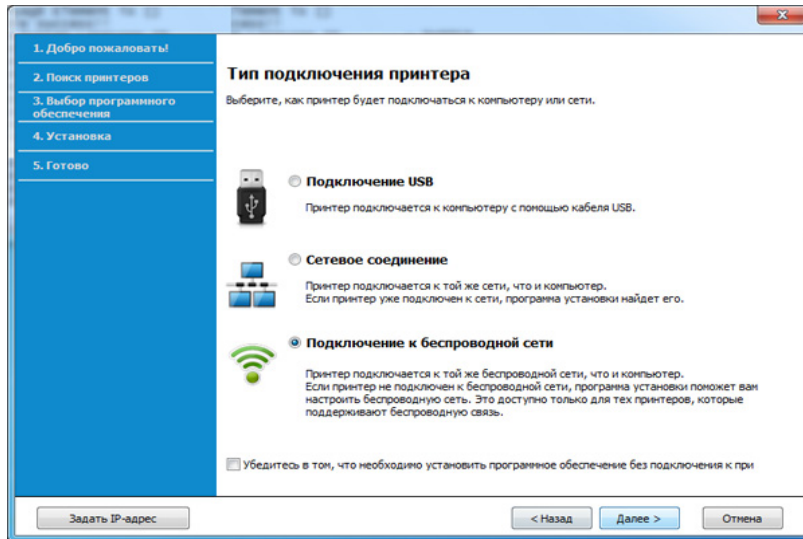 1. Добро пожаловать!
2. Поиск принтеров
3. Выбор программного
обеспечения
4. Установка
5. Готово
Тип подключения принтера
Выберите, как принтер будет подключаться к компьютеру или сети.
Подключение USB
Принтер подключается к компьютеру с помощью кабеля USB.
Сетевое соединение
Принтер подключается к той же сети, что и компьютер.
Если принтер уже подключен к сети, программа установки найдет его.
Подключение к беспроводной сети
Принтер подключается к той же беспроводной сети, что и компьютер.
Если принтер не подключен к беспроводной сети, программа установки поможет вам
настроить беспроводную сеть. Это доступно только для тех принтеров, которые
поддерживают беспроводную связь.
Убедитесь в том, что необходимо установить программное обеспечение без подключения к при
Задать IP-адрес
< Назад
Далее >
Отмена